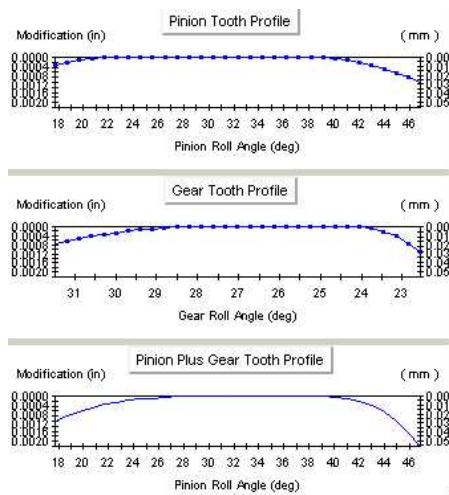 Pinion Tooth Profile
Modification (in) ( mm )
0.0000 0.00
0.0004 0.01
0.0008 0.02
0.0012 0.03
0.0016 0.04
0.0020 0.05
18 20 22 24 26 28 30 32 34 36 38 40 42 44 46
Pinion Roll Angle (deg)
Gear Tooth Profile
Modification (in) ( mm )
0.0000 0.00
0.0004 0.01
0.0008 0.02
0.0012 0.03
0.0016 0.04
0.0020 0.05
31 30 29 28 27 26 25 24 23
Gear Roll Angle (deg)
Pinion Plus Gear Tooth Profile
Modification (in) ( mm )
0.0000 0.00
0.0004 0.01
0.0008 0.02
0.0012 0.03
0.0016 0.04
0.0020 0.05
18 20 22 24 26 28 30 32 34 36 38 40 42 44 46
Pinion Roll Angle (deg)